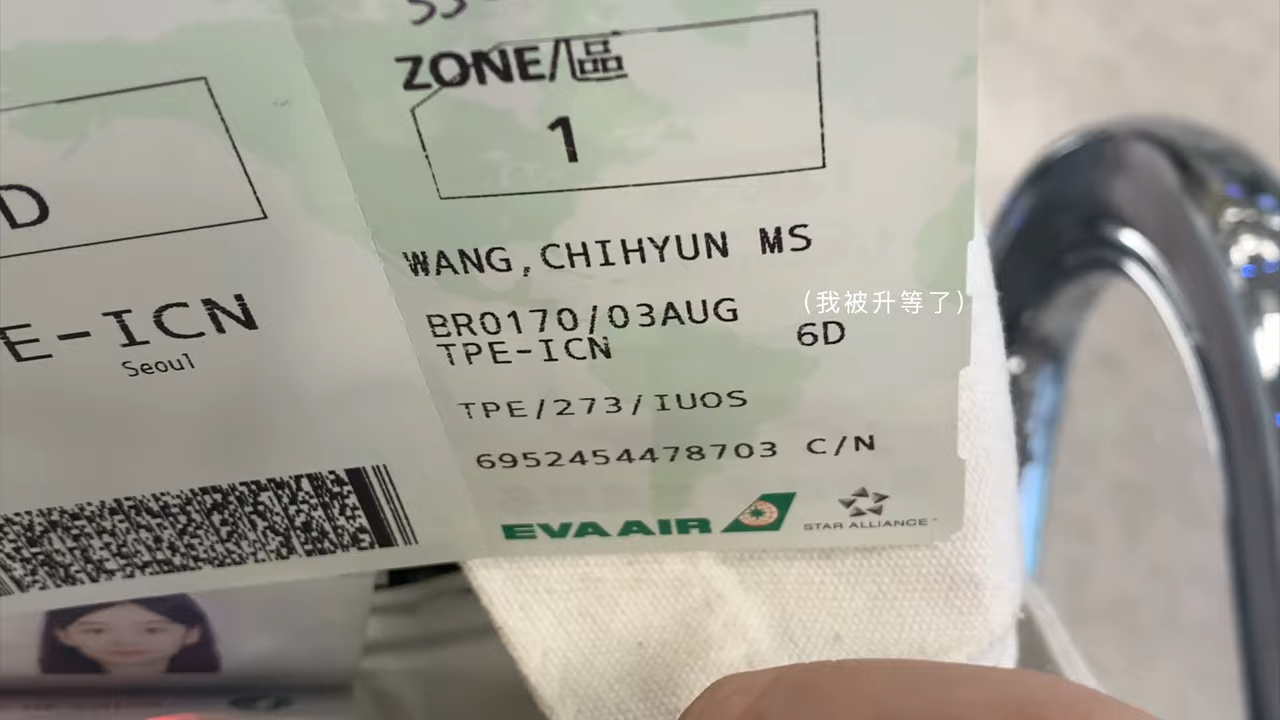 ZONE/區
1
D
WANG,CHIHYUN MS
E-ICN
Seoul
(我被升等了)
BR0170/03AUG 6D
TPE-ICN
TPE/273/IUOS
6952454478703 C/N
EVA AIR
STAR ALLIANCE